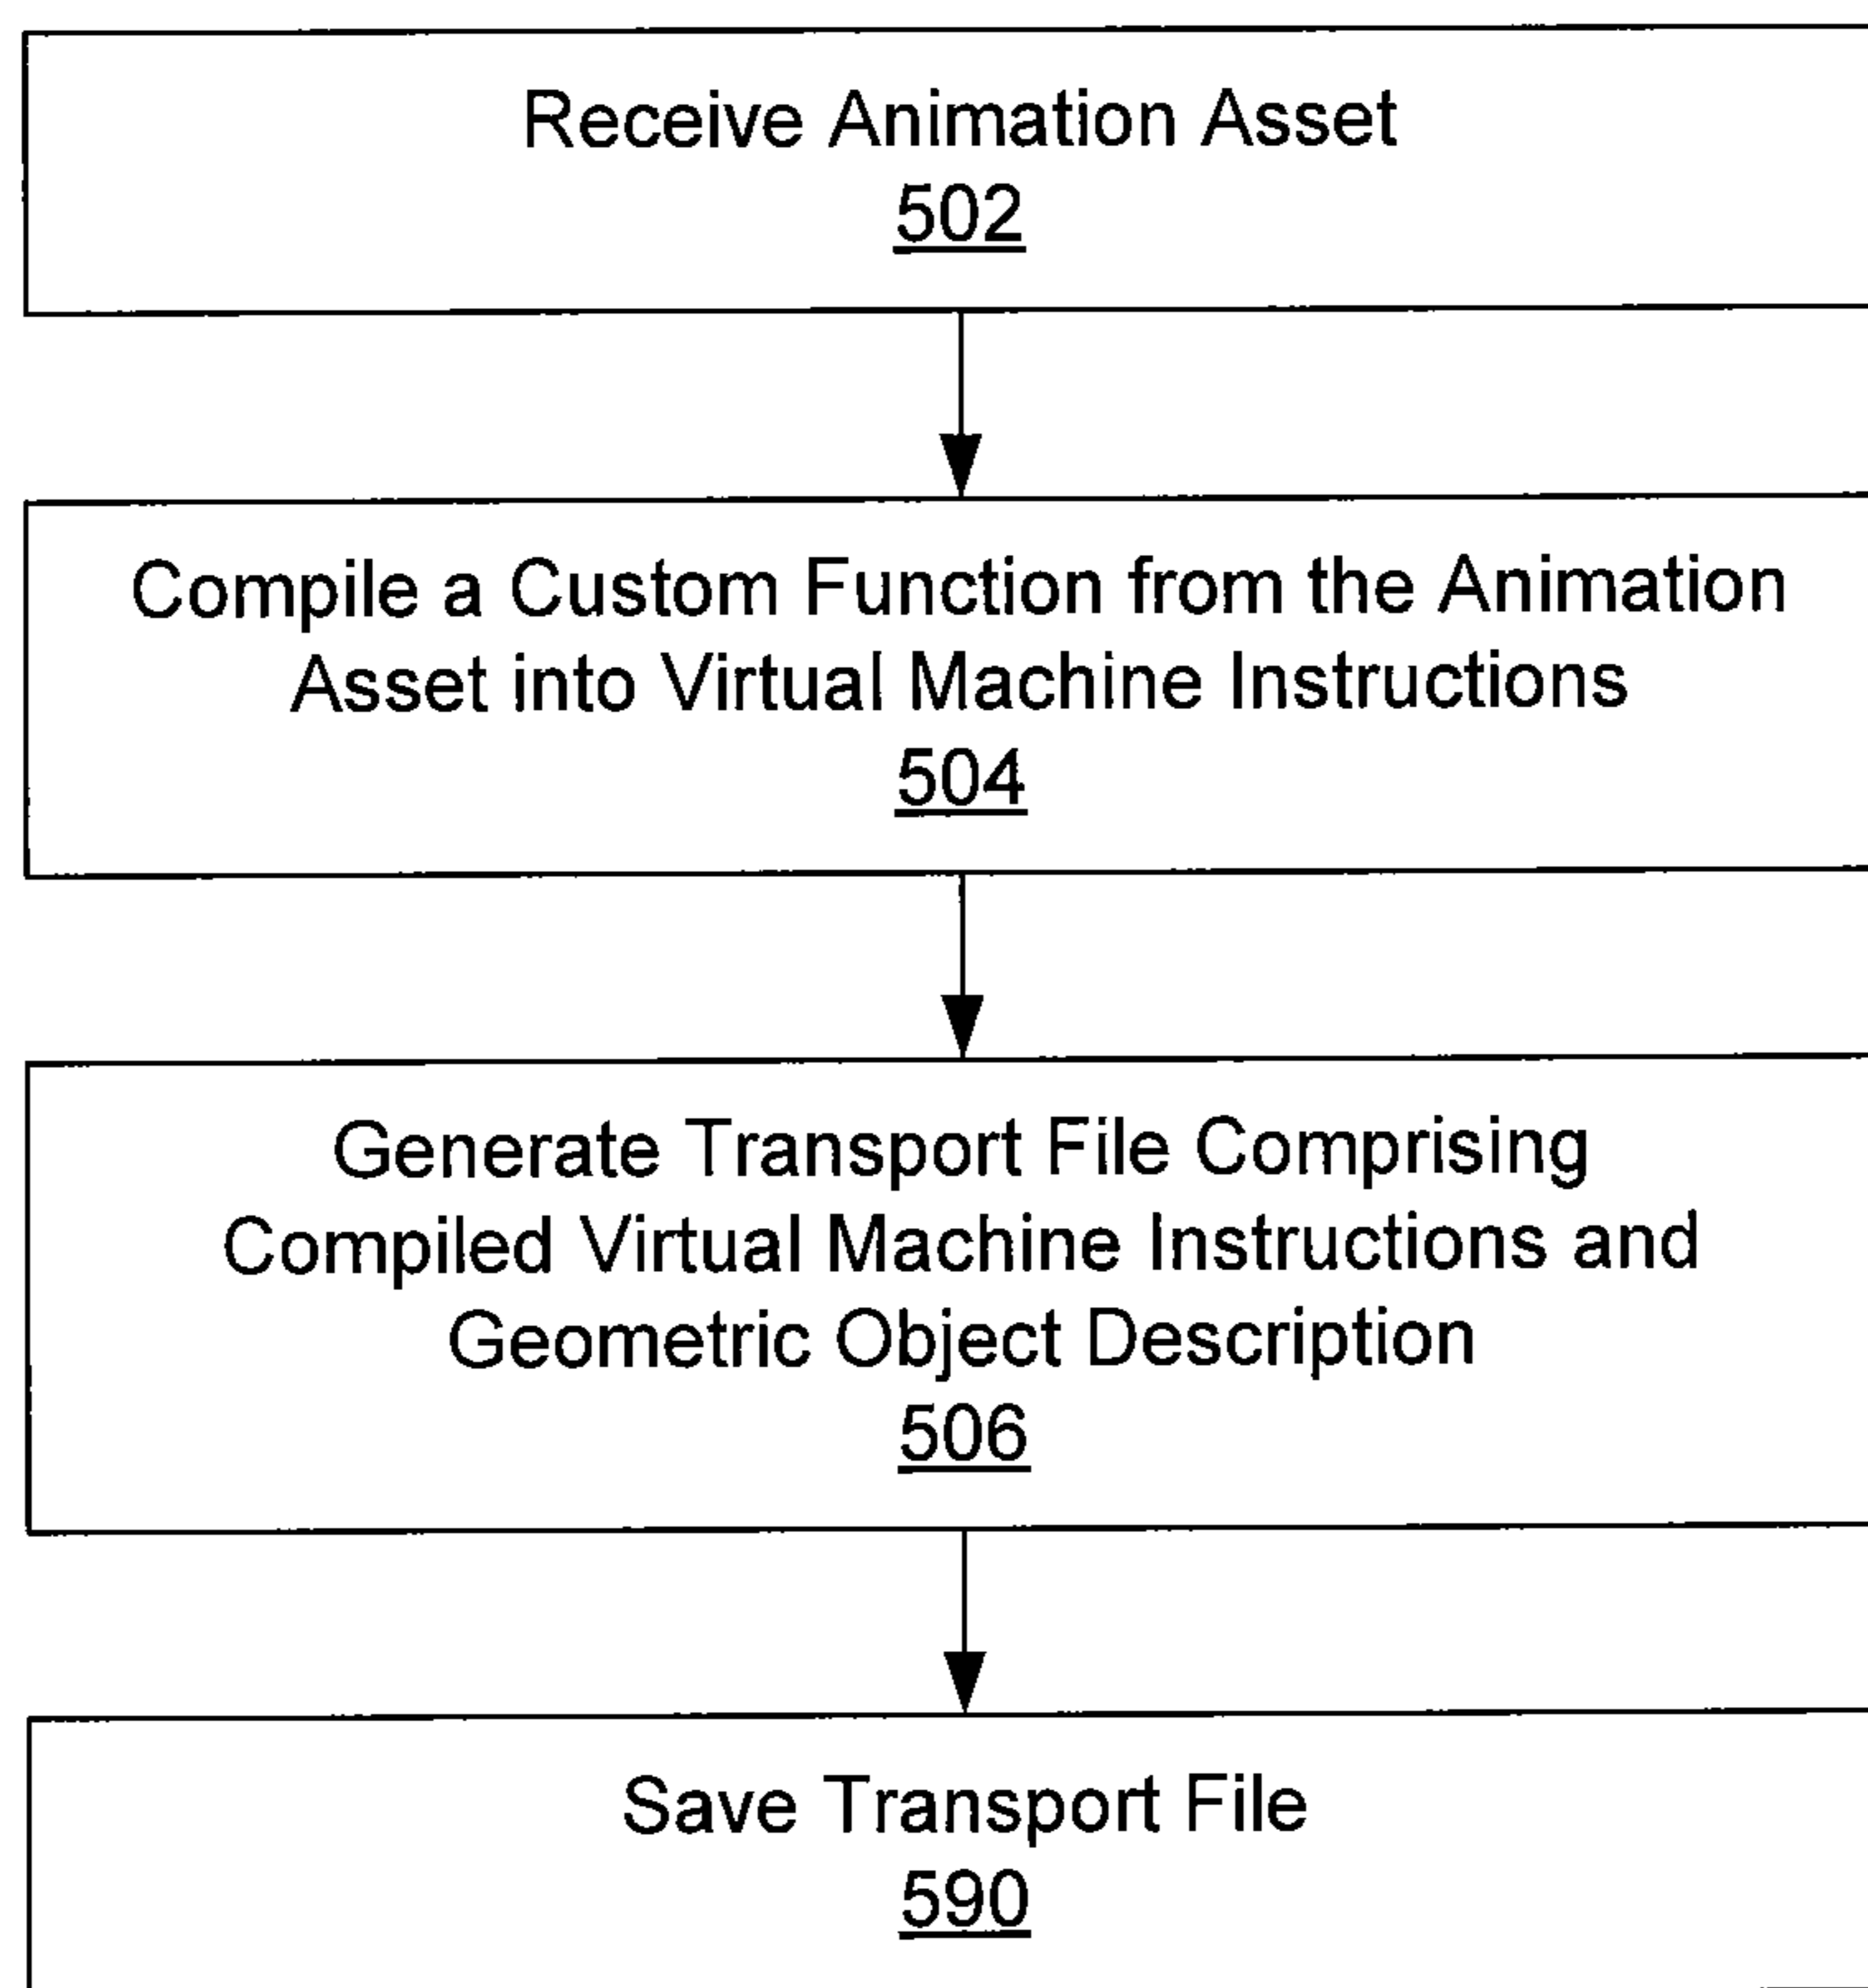 Receive Animation Asset
502
Compile a Custom Function from the Animation
Asset into Virtual Machine Instructions
504
Generate Transport File Comprising
Compiled Virtual Machine Instructions and
Geometric Object Description
506
Save Transport File
590